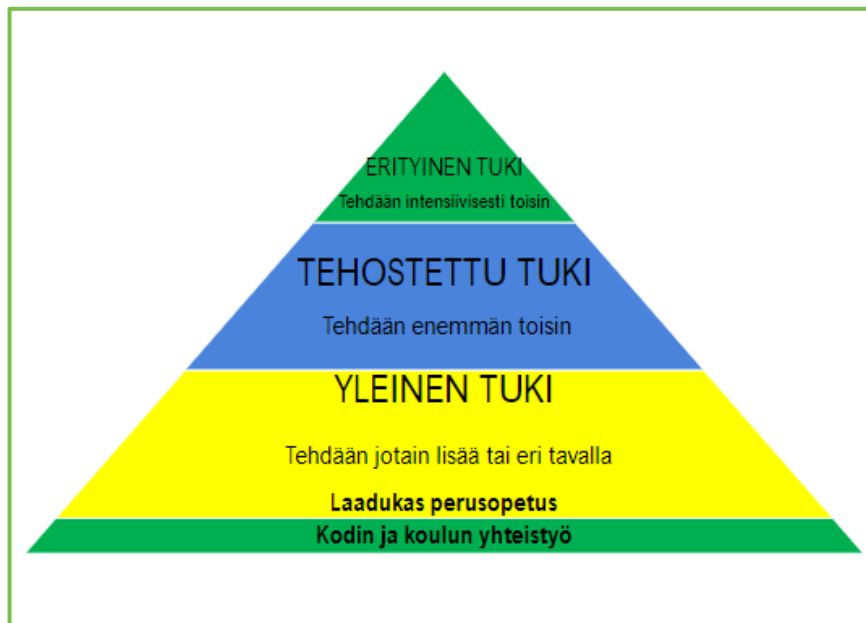 ERITYINEN TUKI
Tehdään intensiivisesti toisin
TEHOSTETTU TUKI
Tehdään enemmän toisin
YLEINEN TUKI
Tehdään jotain lisää tai eri tavalla
Laadukas perusopetus
Kodin ja koulun yhteistyö